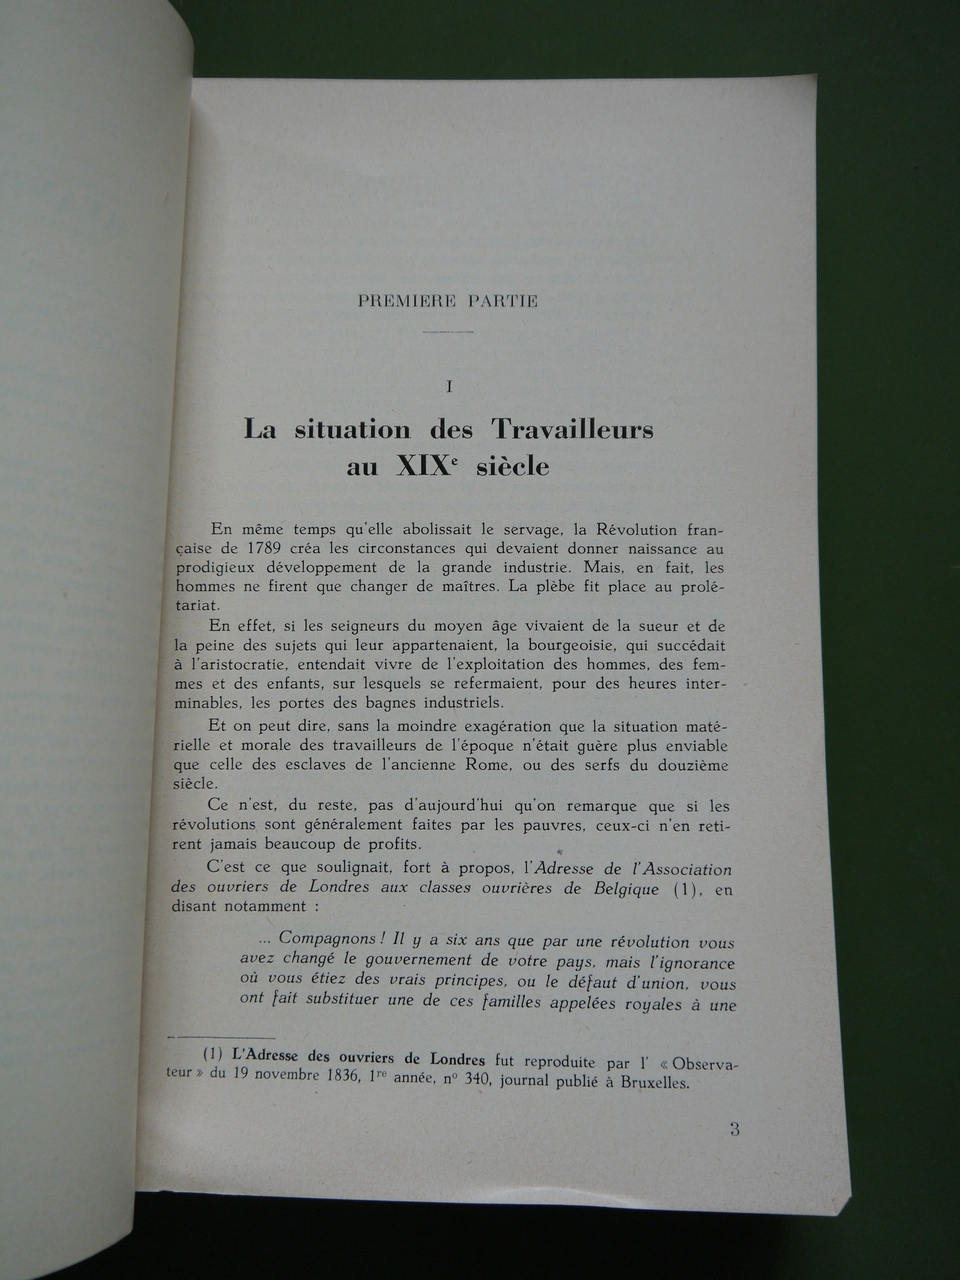 PREMIERE PARTIE
I
La situation des Travailleurs
au XIXe siècle
En même temps qu'elle abolissait le servage, la Révolution fran-
çaise de 1789 créa les circonstances qui devaient donner naissance au
prodigieux développement de la grande industrie. Mais, en fait, les
hommes ne firent que changer de maîtres. La plèbe fit place au prolé-
tariat.
En effet, si les seigneurs du moyen âge vivaient de la sueur et de
la peine des sujets qui leur appartenaient, la bourgeoisie, qui succédait
à l'aristocratie, entendait vivre de l'exploitation des hommes, des fem-
mes et des enfants, sur lesquels se refermaient, pour des heures inter-
minables, les portes des bagnes industriels.
Et on peut dire, sans la moindre exagération que la situation maté-
rielle et morale des travailleurs de l'époque n'était guère plus enviable
que celle des esclaves de l'ancienne Rome, ou des serfs du douzième
siècle.
Ce n'est, du reste, pas d'aujourd'hui qu'on remarque que si les
révolutions sont généralement faites par les pauvres, ceux-ci n'en reti-
rent jamais beaucoup de profits.
C'est ce que soulignait, fort à propos, l'Adresse de l'Association
des ouvriers de Londres aux classes ouvrières de Belgique (1), en
disant notamment :
... Compagnons ! Il y a six ans que par une révolution vous
avez changé le gouvernement de votre pays, mais l'ignorance
où vous étiez des vrais principes, ou le défaut d'union, vous
ont fait substituer une de ces familles appelées royales à une
(1) L'Adresse des ouvriers de Londres fut reproduite par l' « Observa-
teur » du 19 novembre 1836, 1re année, n° 340, journal publié à Bruxelles.
3